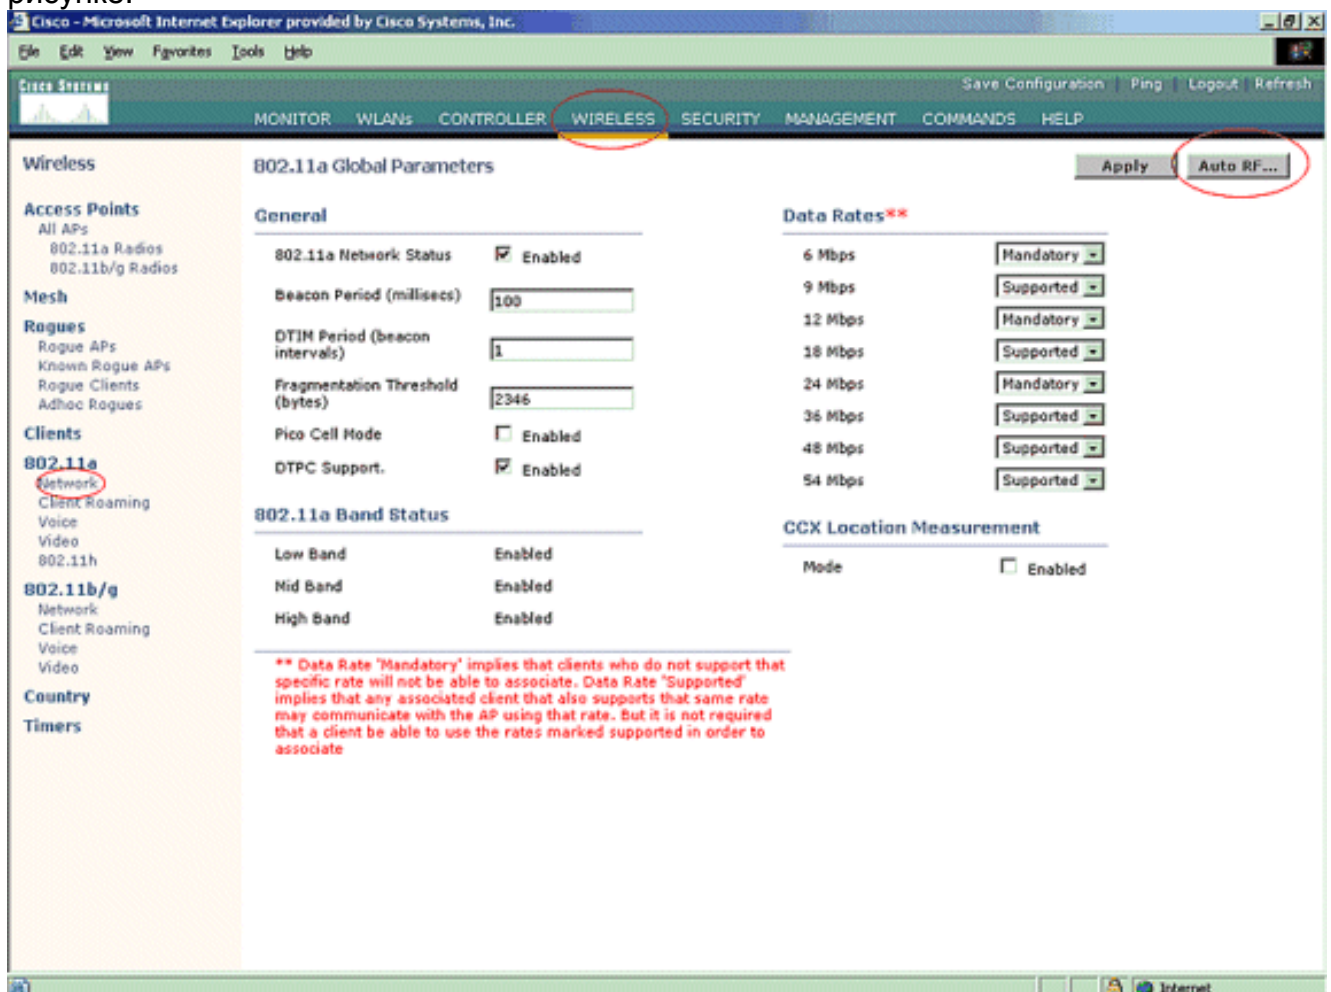 рисунке.
Cisco - Microsoft Internet Explorer provided by Cisco Systems, Inc.
File Edit View Favorites Tools Help
Cisco Systems
Save Configuration | Ping | Logout | Refresh
MONITOR WLANs CONTROLLER WIRELESS SECURITY MANAGEMENT COMMANDS HELP
Wireless
Access Points
All APs
802.11a Radios
802.11b/g Radios
Mesh
Rogues
Rogue APs
Known Rogue APs
Rogue Clients
Adhoc Rogues
Clients
802.11a
Network
Client Roaming
Voice
Video
802.11h
802.11b/g
Network
Client Roaming
Voice
Video
Country
Timers
802.11a Global Parameters
Apply
Auto RF...
General
802.11a Network Status Enabled
Beacon Period (millisecs) 100
DTIM Period (beacon intervals) 1
Fragmentation Threshold (bytes) 2346
Pico Cell Mode Enabled
DTPC Support. Enabled
802.11a Band Status
Low Band Enabled
Mid Band Enabled
High Band Enabled
** Data Rate 'Mandatory' implies that clients who do not support that
specific rate will not be able to associate. Data Rate 'Supported'
implies that any associated client that also supports that same rate
may communicate with the AP using that rate. But it is not required
that a client be able to use the rates marked supported in order to
associate
Data Rates**
6 Mbps Mandatory
9 Mbps Supported
12 Mbps Mandatory
18 Mbps Supported
24 Mbps Mandatory
36 Mbps Supported
48 Mbps Supported
54 Mbps Supported
CCX Location Measurement
Mode Enabled
Internet